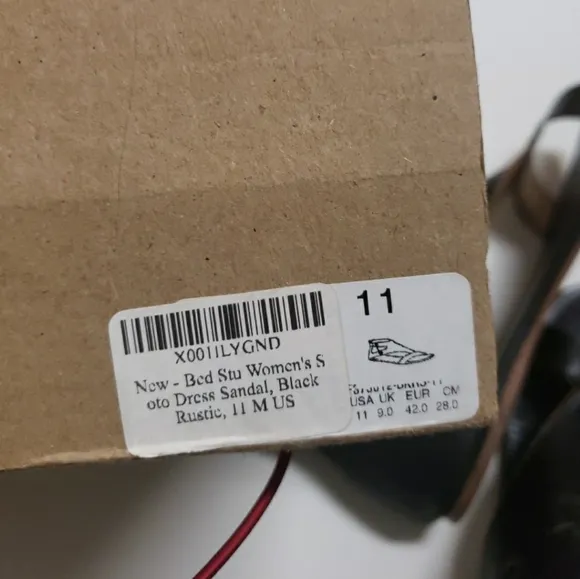 X001ILYGND
New - Bed Stu Women's S
oto Dress Sandal, Black
Rustic, 11 M US
11
USA UK EUR CM
11 9.0 42.0 28.0